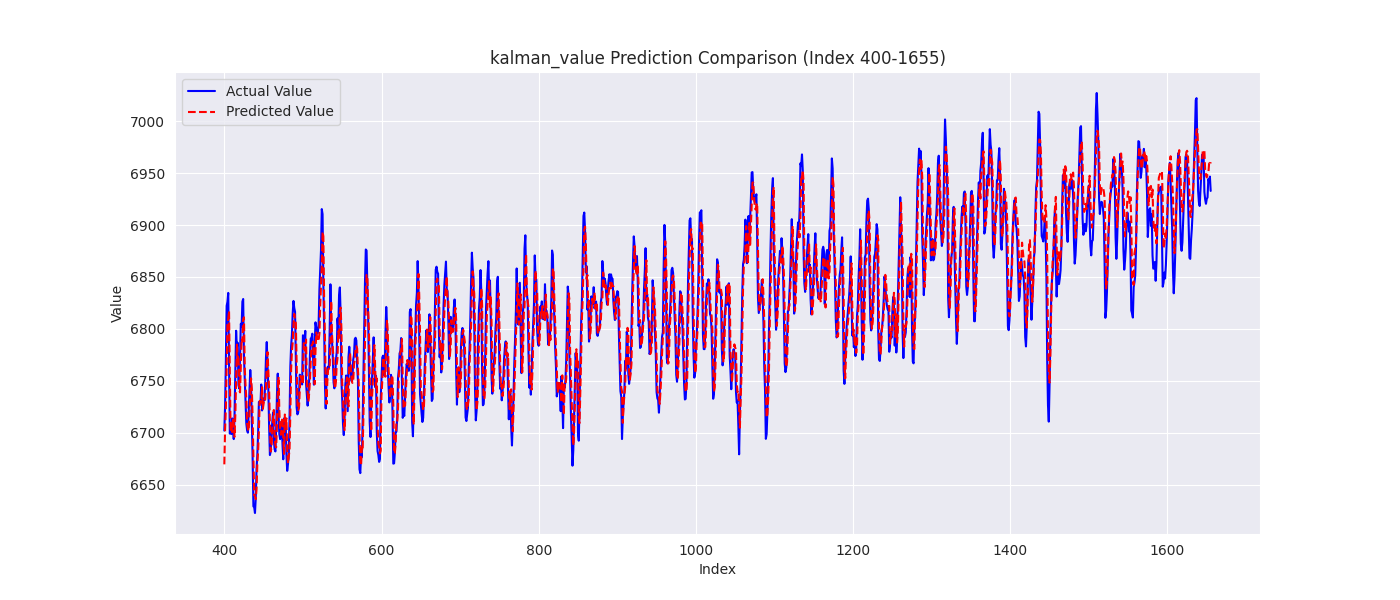 kalman_value Prediction Comparison (Index 400-1655)
Actual Value
Predicted Value
7000
6950
6900
6850
6800
6750
6700
6650
Value
400 600 800 1000 1200 1400 1600
Index